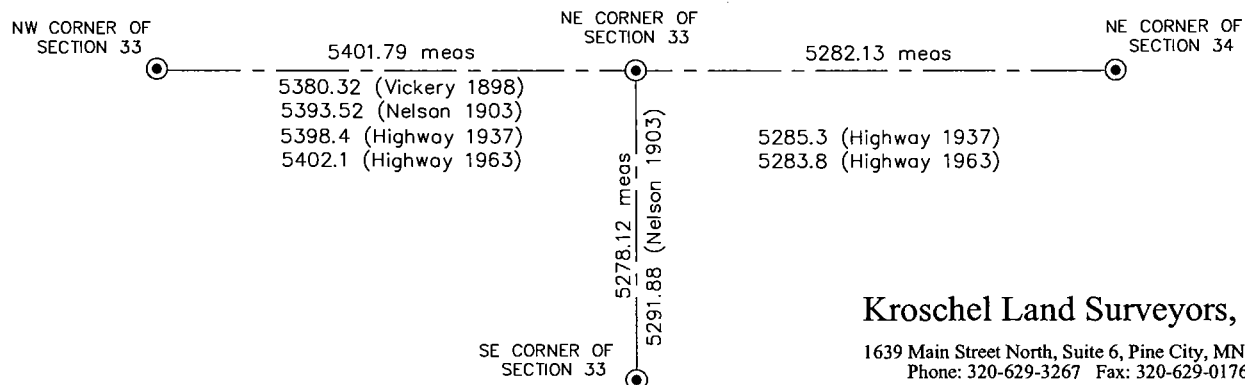 NW CORNER OF
SECTION 33
NE CORNER OF
SECTION 33
NE CORNER OF
SECTION 34
5401.79 meas
5282.13 meas
5380.32 (Vickery 1898)
5393.52 (Nelson 1903)
5398.4 (Highway 1937)
5402.1 (Highway 1963)
5285.3 (Highway 1937)
5283.8 (Highway 1963)
5278.12 meas
5291.88 (Nelson 1903)
SE CORNER OF
SECTION 33
Kroschel Land Surveyors,
1639 Main Street North, Suite 6, Pine City, MN
Phone: 320-629-3267 Fax: 320-629-0176